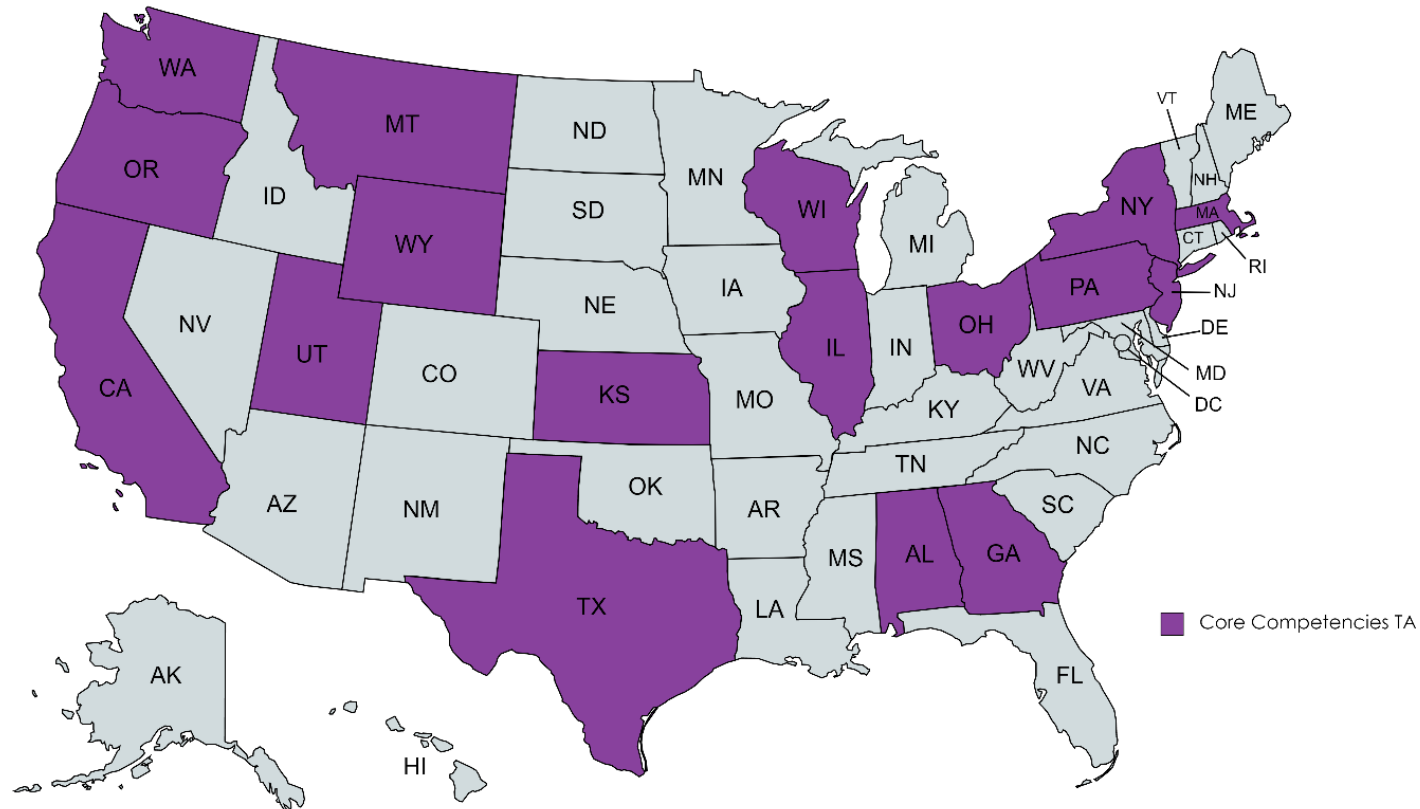 WA
MT
ND
MN
VT
ME
OR
ID
SD
WI
NH
NY
MA
WY
MI
CT
RI
IA
PA
NJ
NE
NV
OH
DE
UT
IL
IN
CO
WV
MD
CA
KS
MO
VA
DC
KY
NC
TN
OK
AZ
NM
AR
SC
MS
AL
GA
TX
LA
Core Competencies TA
AK
FL
HI